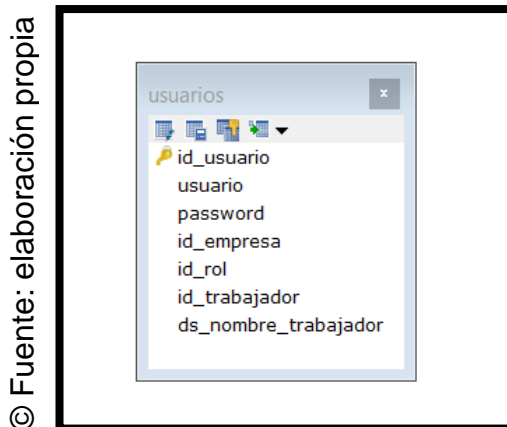 © Fuente: elaboración propia
usuarios
x
id_usuario
usuario
password
id_empresa
id_rol
id_trabajador
ds_nombre_trabajador